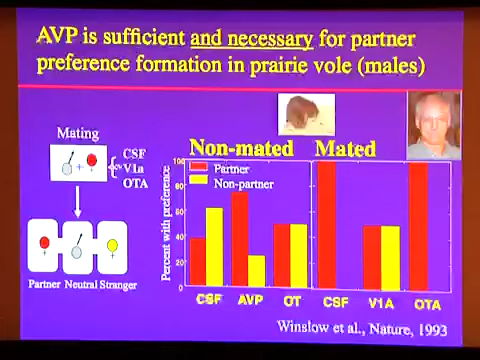 AVP is sufficient and necessary for partner
preference formation in prairie vole (males)
Mating
CSF
V1a
OTA
Partner Neutral Stranger
Non-mated
Mated
Partner
Non-partner
Percent with preference
100
80
60
40
20
0
CSF AVP OT CSF V1A OTA
Winslow et al., Nature, 1993